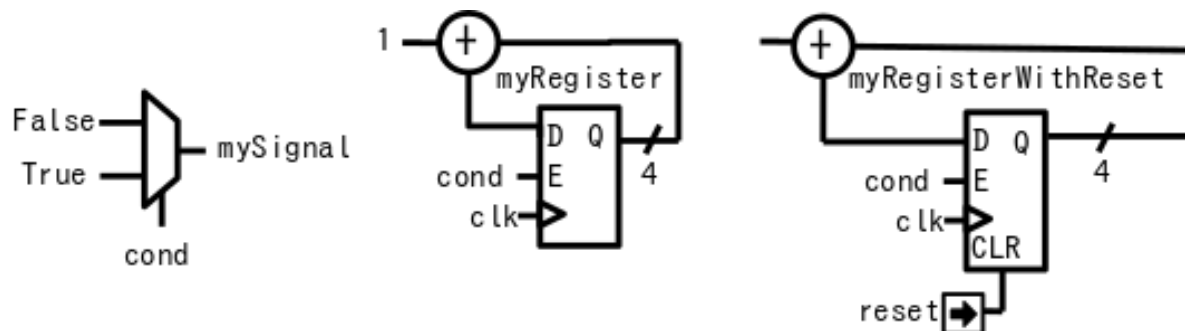 False
True
mySignal
cond
1
+
myRegister
D Q
E
cond
clk
4
+
myRegisterWithReset
D Q
E
cond
clk
CLR
4
reset